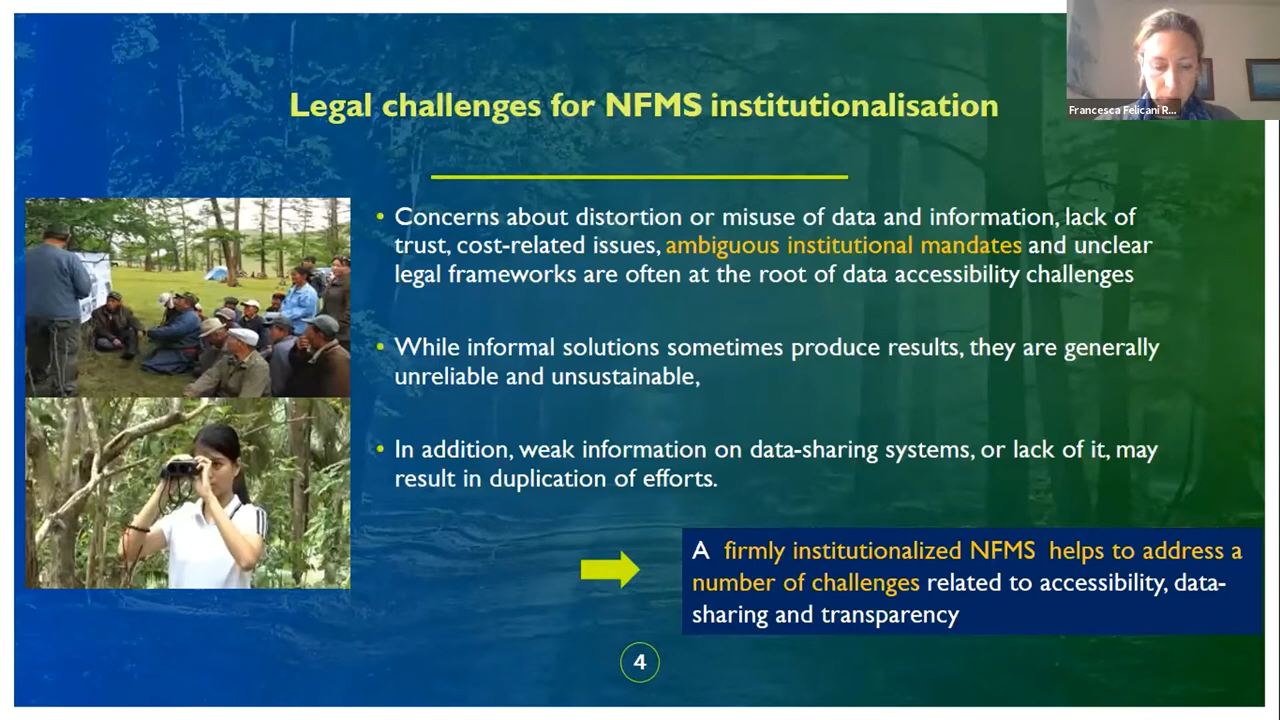 Legal challenges for NFMS institutionalisation
Francesca Felicani R...
• Concerns about distortion or misuse of data and information, lack of
trust, cost-related issues, ambiguous institutional mandates and unclear
legal frameworks are often at the root of data accessibility challenges
• While informal solutions sometimes produce results, they are generally
unreliable and unsustainable,
• In addition, weak information on data-sharing systems, or lack of it, may
result in duplication of efforts.
A firmly institutionalized NFMS helps to address a
number of challenges related to accessibility, data-
sharing and transparency
4